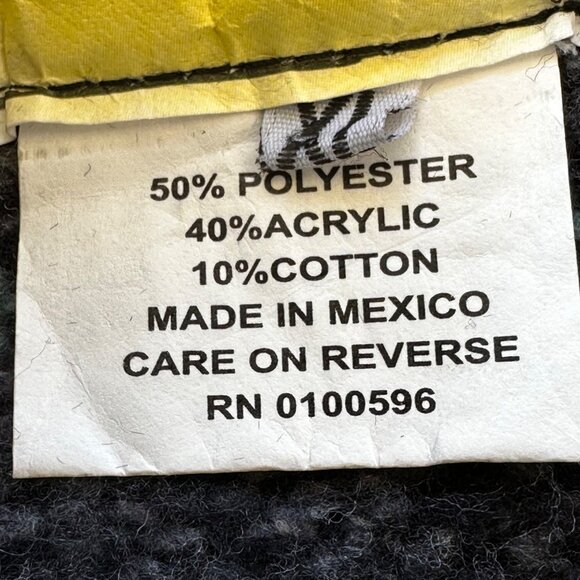 50% POLYESTER
40%ACRYLIC
10%COTTON
MADE IN MEXICO
CARE ON REVERSE
RN 0100596